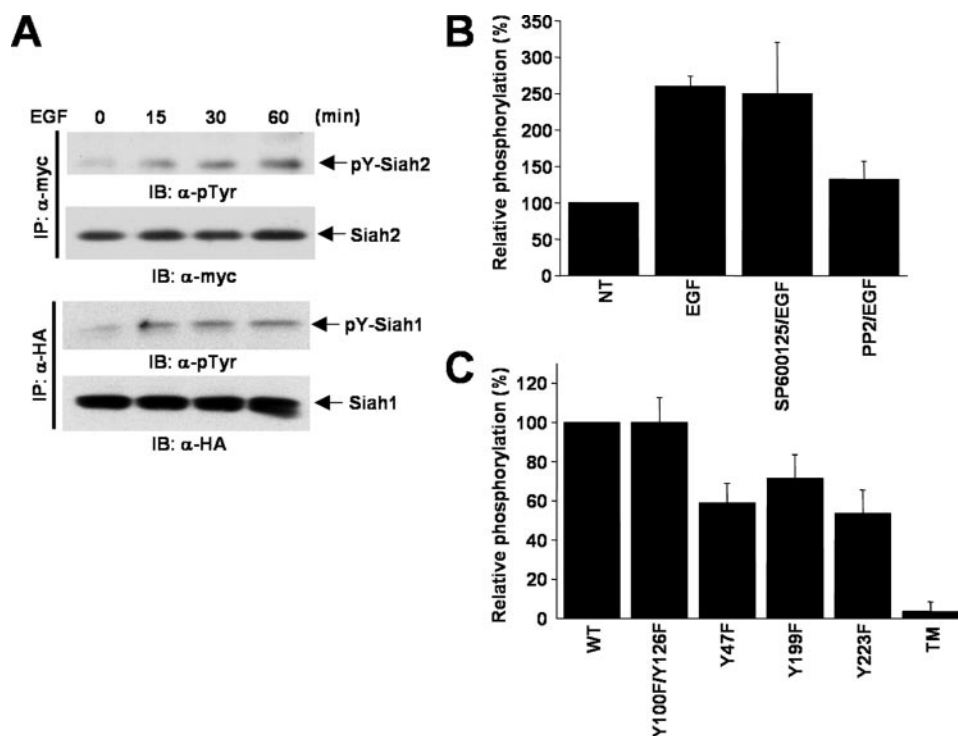 A
EGF 0 15 30 60 (min)
IP: α-myc
pY-Siah2
IB: α-pTyr
Siah2
IB: α-myc
IP: α-HA
pY-Siah1
IB: α-pTyr
Siah1
IB: α-HA
B
Relative phosphorylation (%)
350
300
250
200
150
100
50
0
NT
EGF
SP600125/EGF
PP2/EGF
C
Relative phosphorylation (%)
120
100
80
60
40
20
0
WT
Y100F/Y126F
Y47F
Y199F
Y223F
TM